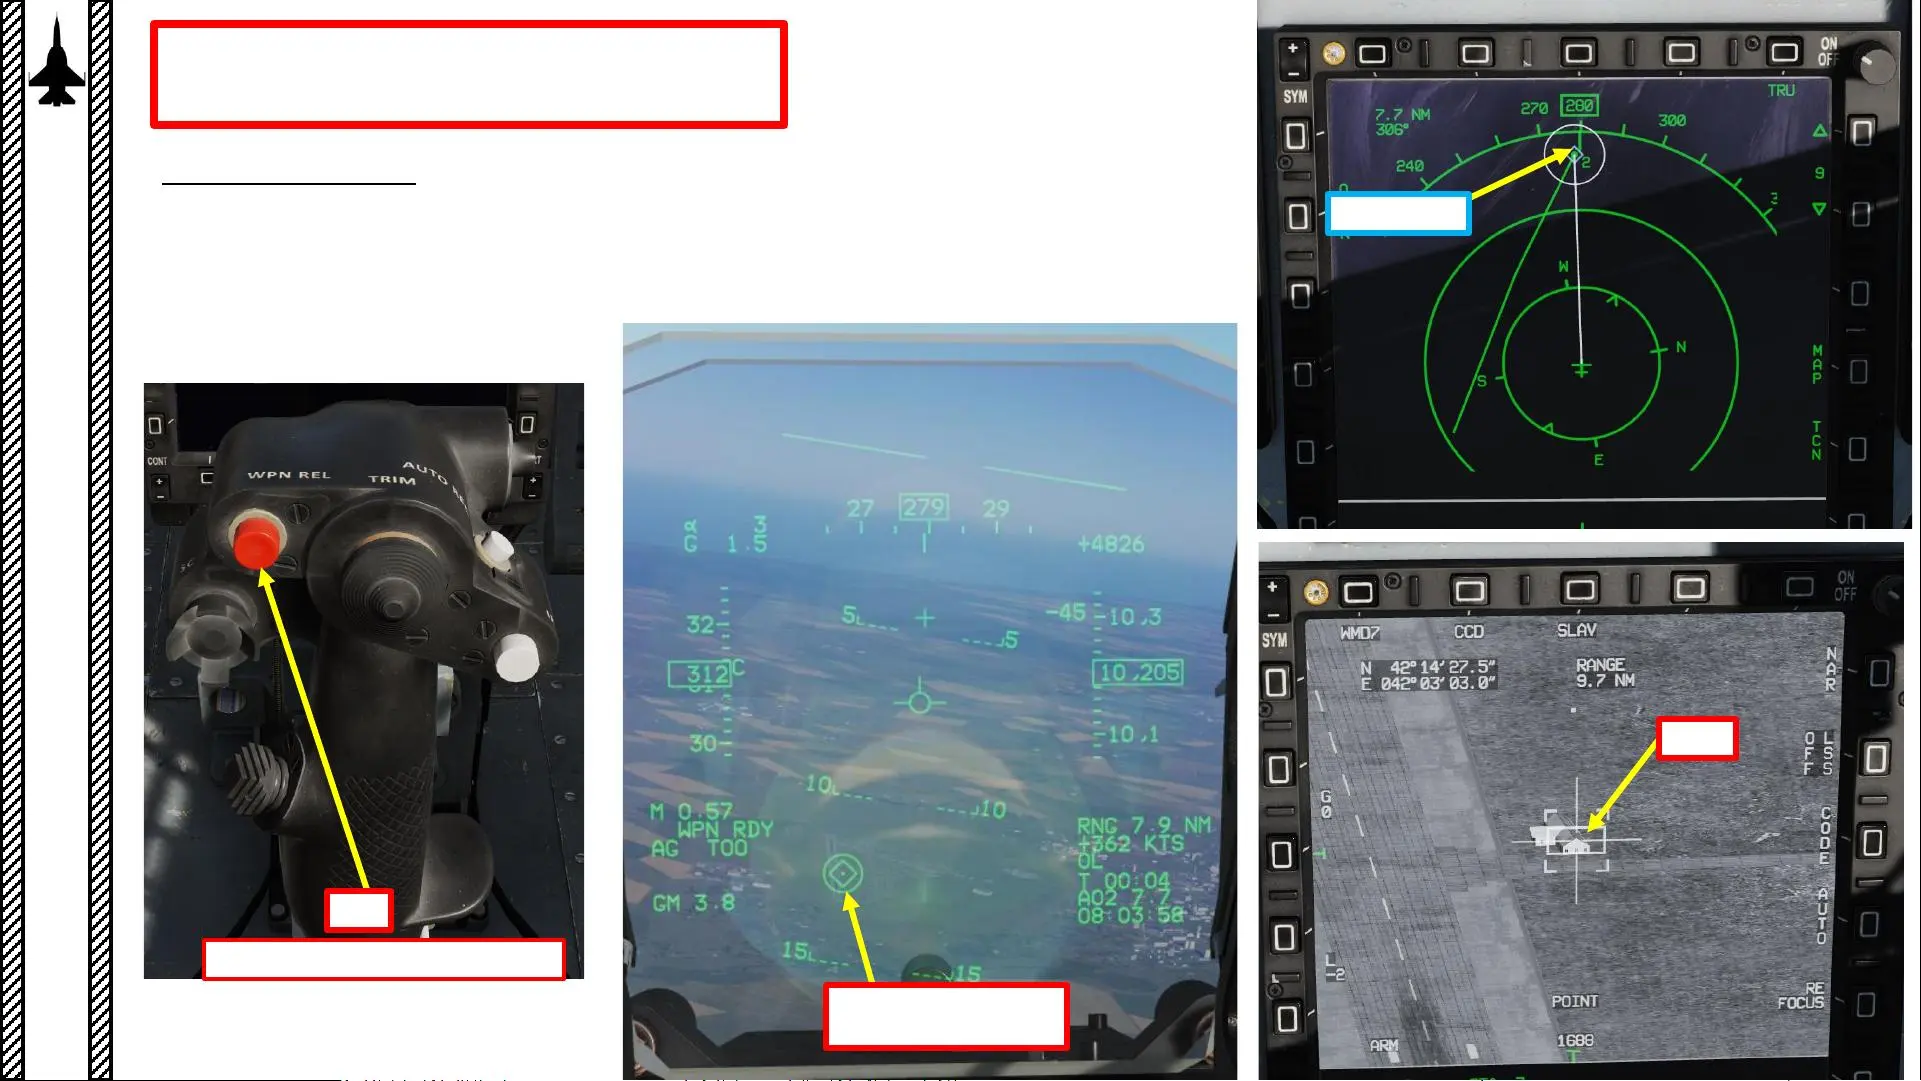 WPN REL
TRIM
CONT
27 279 29
α 3
G 1.5
+4826
32
5 5
-45
10,3
312 C
10,205
30
10,1
10 10
M 0.57
WPN RDY
AG TOO
GM 3.8
RNG 7.9 NM
+362 KTS
OL
T 00:04
AO2 7.7
08:03:58
15 15
ON
OFF
SYM
TRU
7.7 NM
306°
240 270 280 300
2
9
W
N
S
E
MAP
TCN
ON
OFF
SYM
WMD7 CCD SLAV
N 42°14'27.5"
E 042°03'03.0"
RANGE
9.7 NM
NAR
OFF
LSS
G
0
CODE
AUTO
L
-2
POINT
RE
FOCUS
ARM
1688